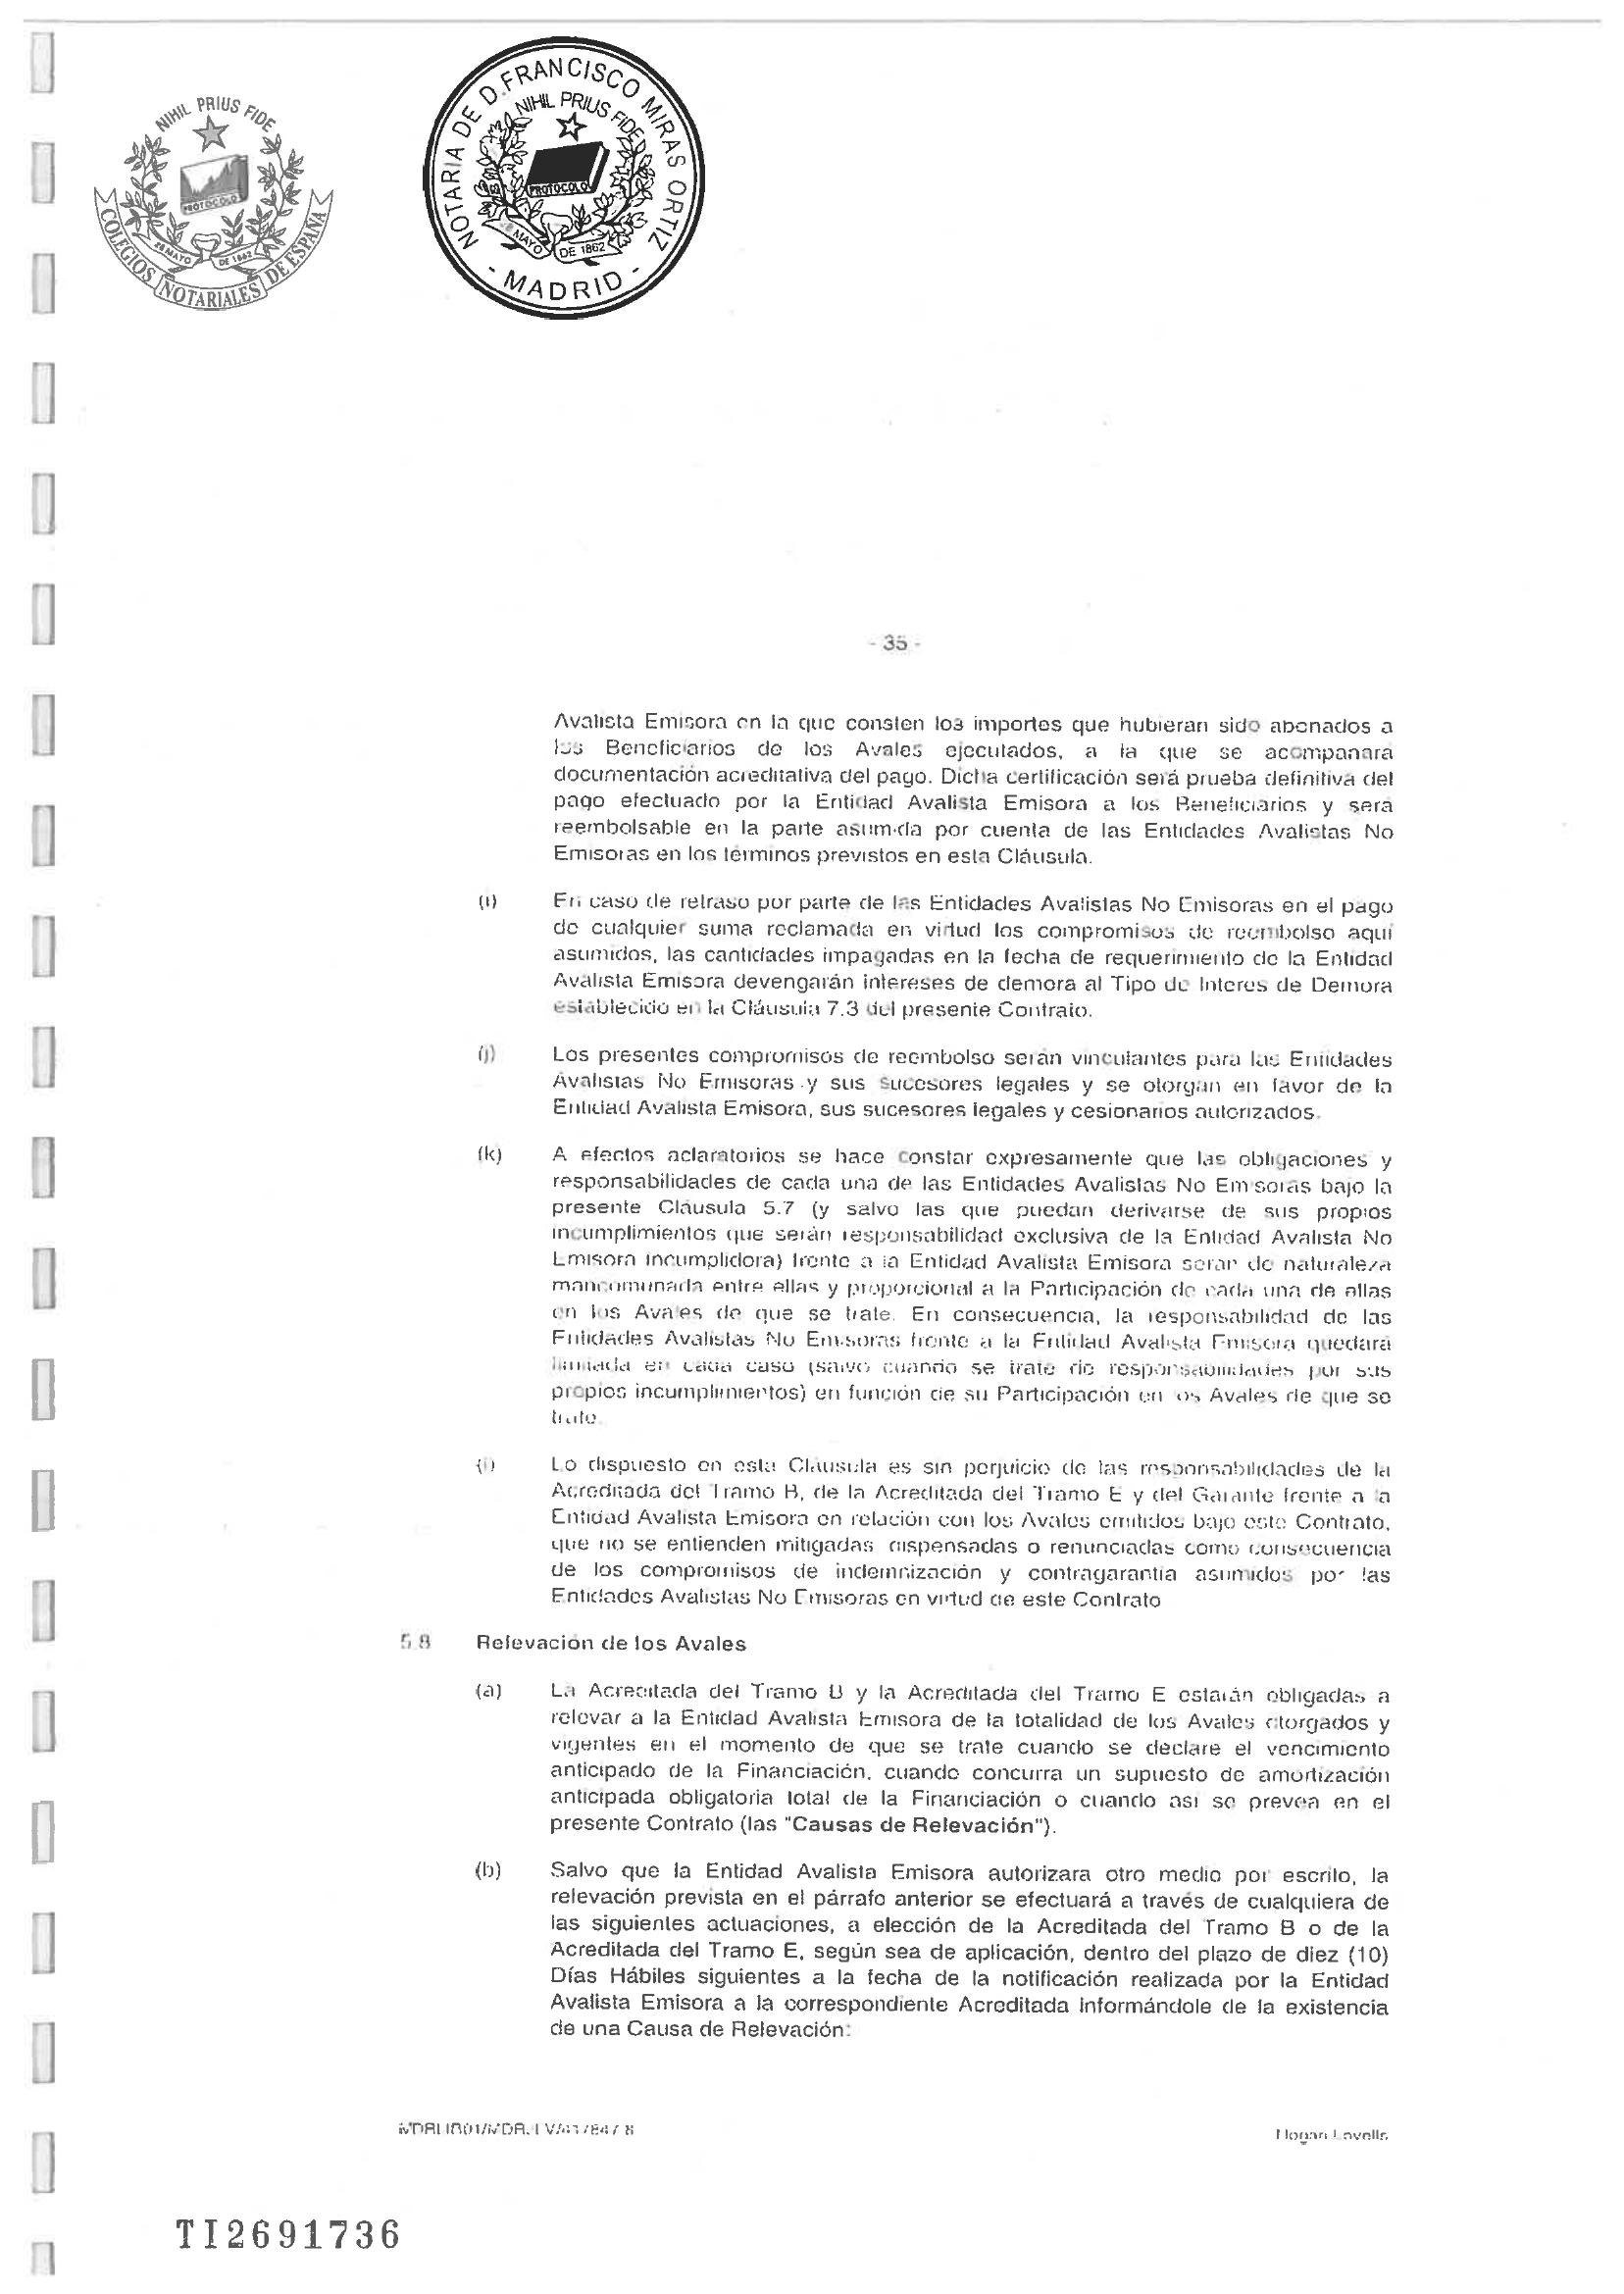 NIHIL PRIUS FIDE
PROTOCOLO
28 MAYO DE 1862
COLEGIOS NOTARIALES DE ESPAÑA
NOTARIA DE D. FRANCISCO MIRAS ORTIZ
NIHIL PRIUS FIDE
PROTOCOLO
MAYO DE 1862
- MADRID -
- 35 -
Avalista Emisora en la que consten los importes que hubieran sido abonados a
los Beneficiarios de los Avales ejecutados, a la que se acompañará
documentación acreditativa del pago. Dicha certificación será prueba definitiva del
pago efectuado por la Entidad Avalista Emisora a los Beneficiarios y será
reembolsable en la parte asumida por cuenta de las Entidades Avalistas No
Emisoras en los términos previstos en esta Cláusula.
(i) En caso de retraso por parte de las Entidades Avalistas No Emisoras en el pago
de cualquier suma reclamada en virtud los compromisos de reembolso aquí
asumidos, las cantidades impagadas en la fecha de requerimiento de la Entidad
Avalista Emisora devengarán intereses de demora al Tipo de Interes de Demora
establecido en la Cláusula 7.3 del presente Contrato.
(j) Los presentes compromisos de reembolso serán vinculantes para las Entidades
Avalistas No Emisoras y sus sucesores legales y se otorgan en favor de la
Entidad Avalista Emisora, sus sucesores legales y cesionarios autorizados.
(k) A efectos aclaratorios se hace constar expresamente que las obligaciones y
responsabilidades de cada una de las Entidades Avalistas No Emisoras bajo la
presente Cláusula 5.7 (y salvo las que puedan derivarse de sus propios
incumplimientos que serán responsabilidad exclusiva de la Entidad Avalista No
Emisora incumplidora) frente a la Entidad Avalista Emisora serán de naturaleza
mancomunada entre ellas y proporcional a la Participación de cada una de ellas
en los Avales de que se trate. En consecuencia, la responsabilidad de las
Entidades Avalistas No Emisoras frente a la Entidad Avalista Emisora quedará
limitada en cada caso (salvo cuando se trate de responsabilidades por sus
propios incumplimientos) en función de su Participación en los Avales de que se
trate.
(l) Lo dispuesto en esta Cláusula es sin perjuicio de las responsabilidades de la
Acreditada del Tramo B, de la Acreditada del Tramo E y del Garante frente a la
Entidad Avalista Emisora en relación con los Avales emitidos bajo este Contrato,
que no se entienden mitigadas dispensadas o renunciadas como consecuencia
de los compromisos de indemnización y contragarantía asumidos por las
Entidades Avalistas No Emisoras en virtud de este Contrato
5.8 Relevación de los Avales
(a) La Acreditada del Tramo B y la Acreditada del Tramo E estarán obligadas a
relevar a la Entidad Avalista Emisora de la totalidad de los Avales otorgados y
vigentes en el momento de que se trate cuando se declare el vencimiento
anticipado de la Financiación, cuando concurra un supuesto de amortización
anticipada obligatoria total de la Financiación o cuando así se prevea en el
presente Contrato (las "Causas de Relevación").
(b) Salvo que la Entidad Avalista Emisora autorizara otro medio por escrito, la
relevación prevista en el párrafo anterior se efectuará a través de cualquiera de
las siguientes actuaciones, a elección de la Acreditada del Tramo B o de la
Acreditada del Tramo E, según sea de aplicación, dentro del plazo de diez (10)
Días Hábiles siguientes a la fecha de la notificación realizada por la Entidad
Avalista Emisora a la correspondiente Acreditada informándole de la existencia
de una Causa de Relevación:
Hogan Lovells
TI2691736